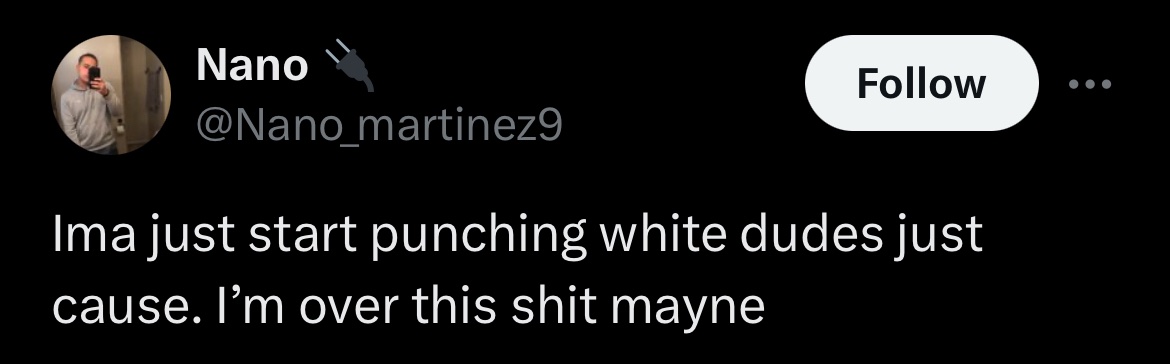 Nano 🔌
@Nano_martinez9
Follow
Ima just start punching white dudes just
cause. I’m over this shit mayne